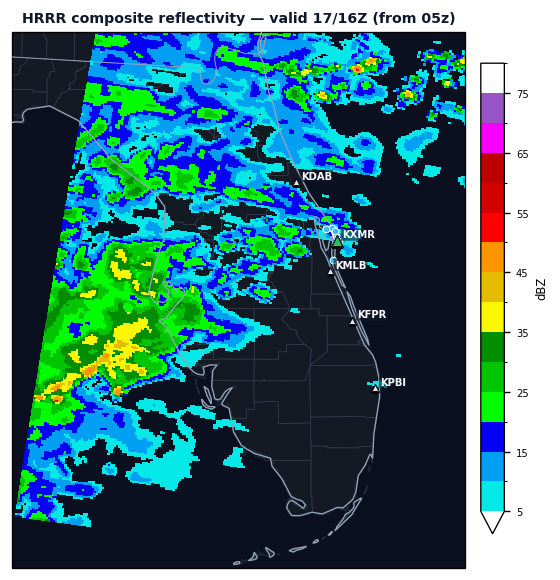 HRRR composite reflectivity — valid 17/16Z (from 05z)
KDAB
KXMR
KMLB
KFPR
KPBI
75
65
55
45
35
25
15
5
dBZ